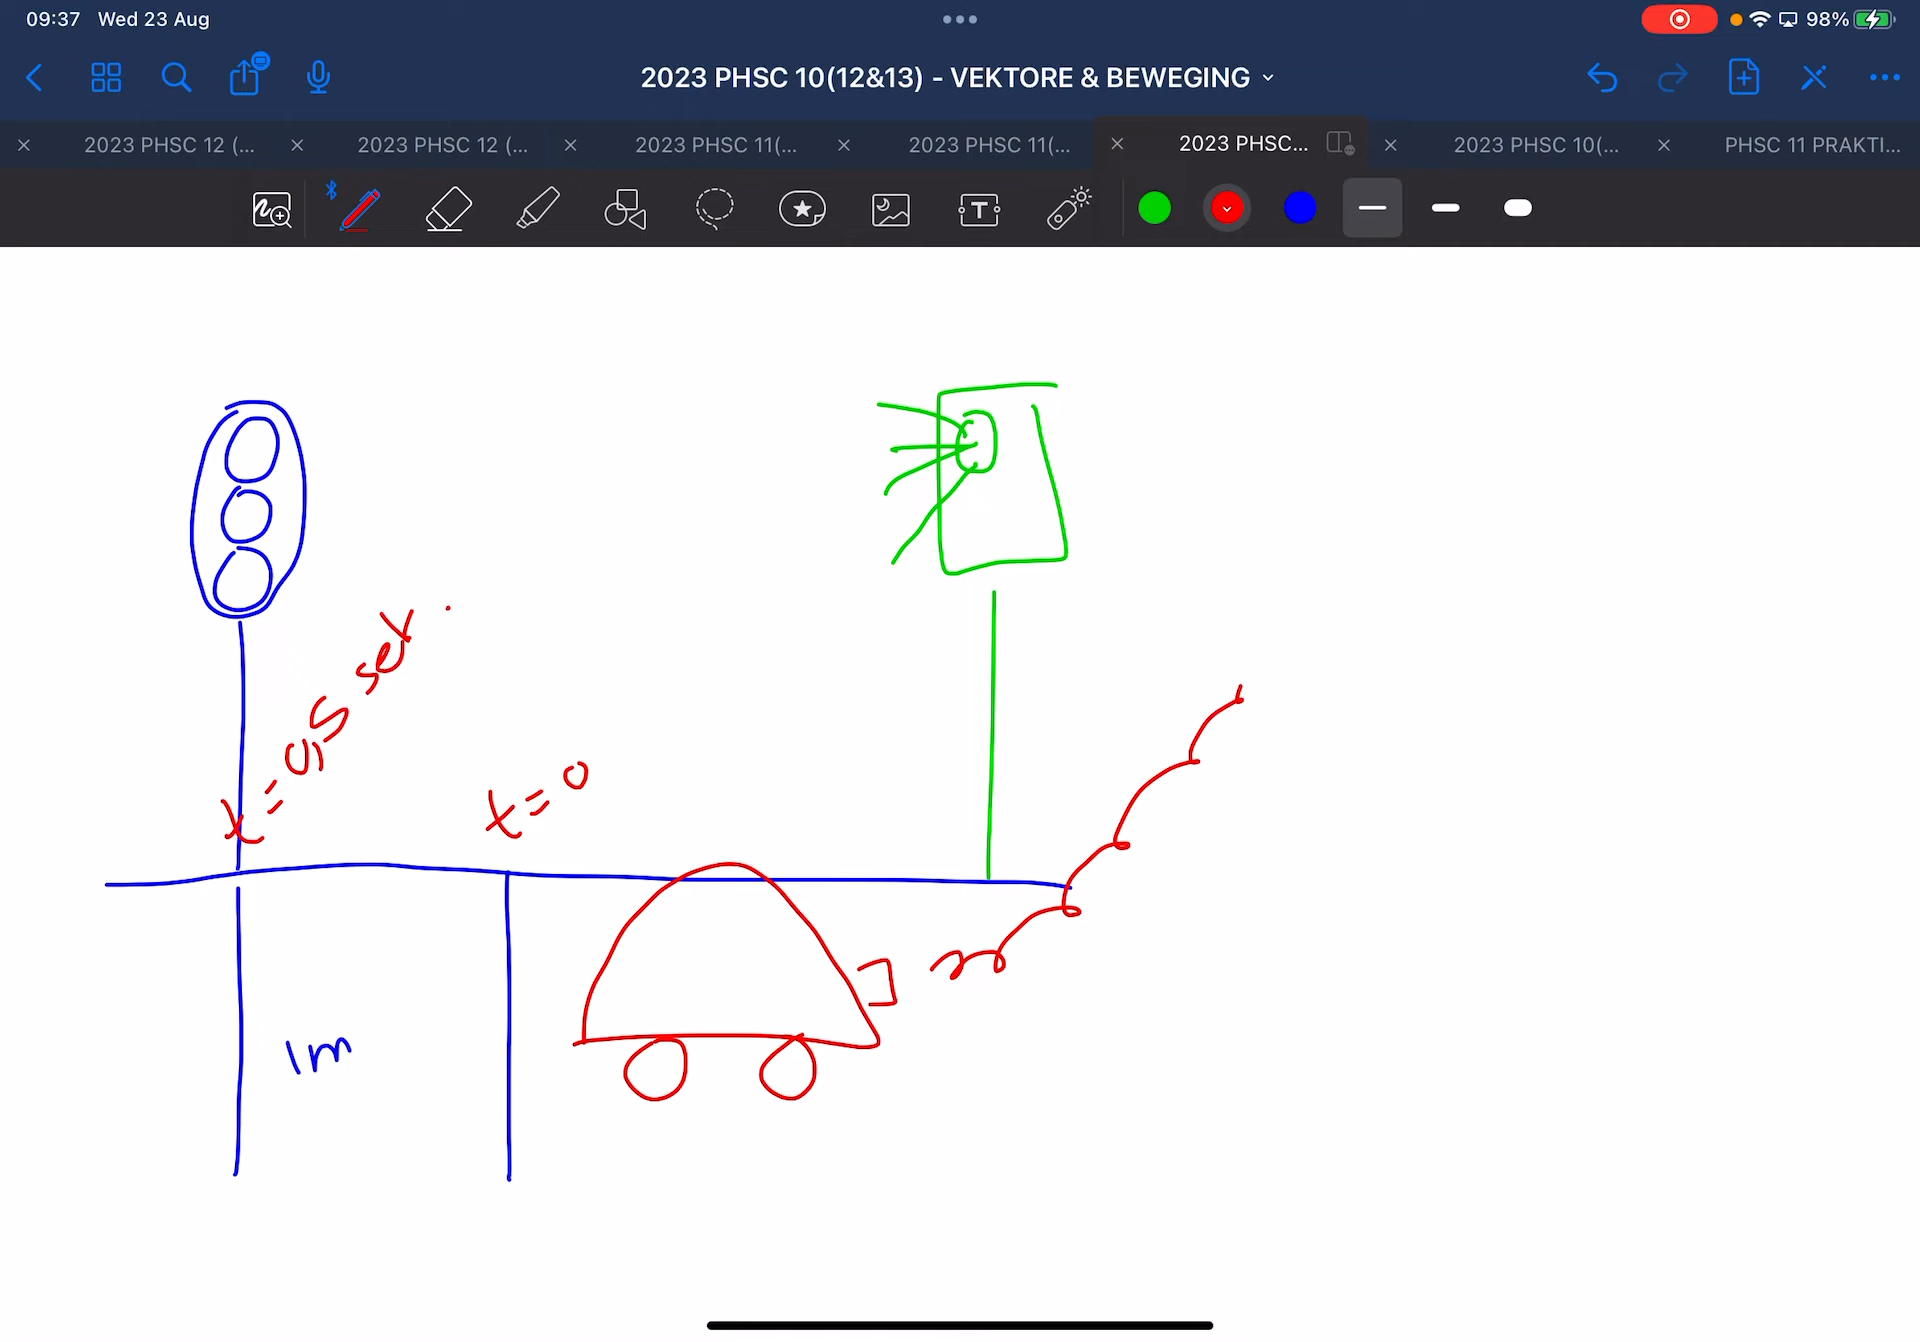 09:37 Wed 23 Aug
98%
2023 PHSC 10(12&13) - VEKTORE & BEWEGING
2023 PHSC 12 (...
2023 PHSC 12 (...
2023 PHSC 11(...
2023 PHSC 11(...
2023 PHSC...
2023 PHSC 10(...
PHSC 11 PRAKTI...
t = 0,5 sek.
t = 0
1m